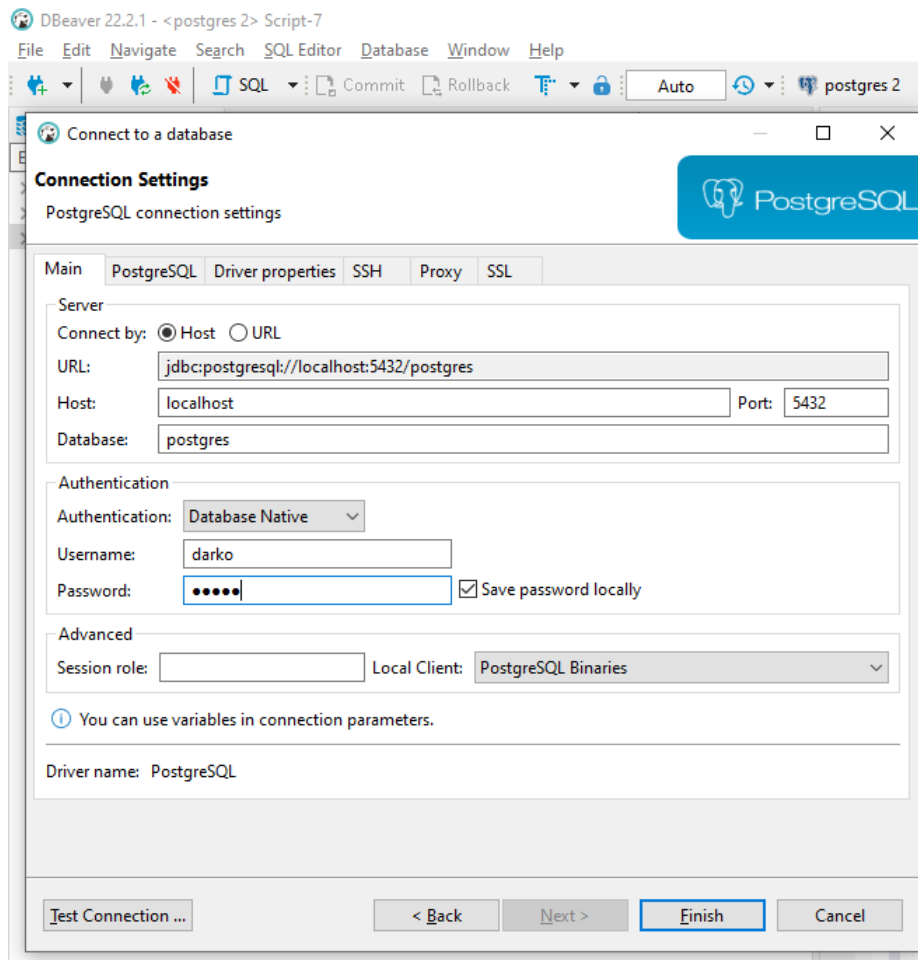 DBeaver 22.2.1 - <postgres 2> Script-7
File Edit Navigate Search SQL Editor Database Window Help
SQL Commit Rollback Auto postgres 2
Connect to a database
Connection Settings
PostgreSQL connection settings
PostgreSQL
Main PostgreSQL Driver properties SSH Proxy SSL
Server
Connect by: Host URL
URL: jdbc:postgresql://localhost:5432/postgres
Host: localhost Port: 5432
Database: postgres
Authentication
Authentication: Database Native
Username: darko
Password: ●●●●● Save password locally
Advanced
Session role: Local Client: PostgreSQL Binaries
You can use variables in connection parameters.
Driver name: PostgreSQL
Test Connection ... < Back Next > Finish Cancel